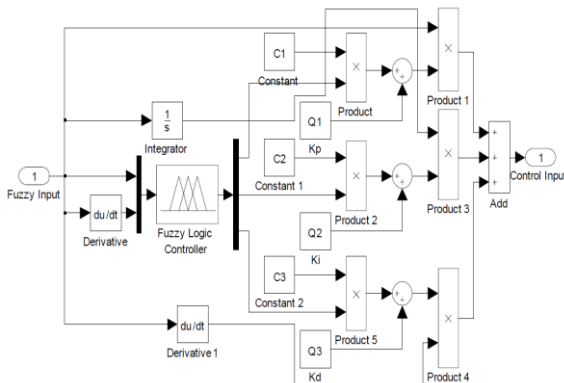 C1
Constant
×
Product
+
+
×
Product 1
1
s
Integrator
Q1
Kp
C2
Constant 1
×
Product 2
+
+
×
Product 3
+
+
+
Add
1
Control Input
1
Fuzzy Input
du/dt
Derivative
Fuzzy Logic
Controller
Q2
Ki
C3
Constant 2
×
Product 5
+
+
×
Product 4
du/dt
Derivative 1
Q3
Kd